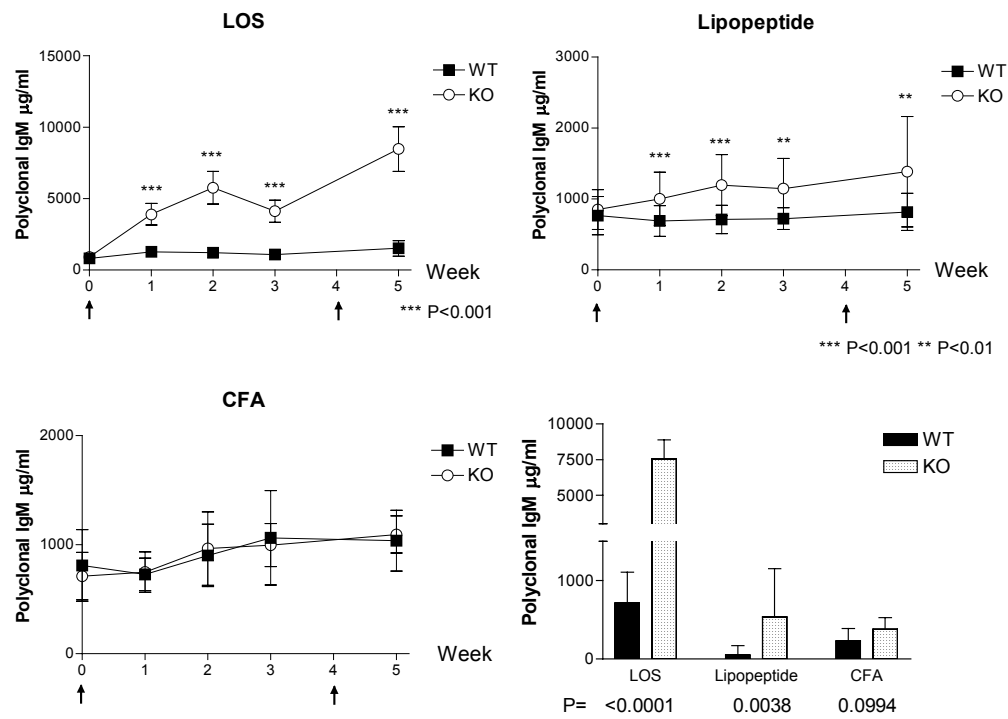 LOS
Polyclonal IgM µg/ml
15000
10000
5000
0
***
***
***
***
WT
KO
0 1 2 3 4 5
Week
*** P<0.001
Lipopeptide
Polyclonal IgM µg/ml
3000
2000
1000
0
***
***
**
**
WT
KO
0 1 2 3 4 5
Week
*** P<0.001 ** P<0.01
CFA
Polyclonal IgM µg/ml
2000
1000
0
WT
KO
0 1 2 3 4 5
Week
Polyclonal IgM µg/ml
10000
7500
5000
1000
0
WT
KO
LOS Lipopeptide CFA
P= <0.0001 0.0038 0.0994